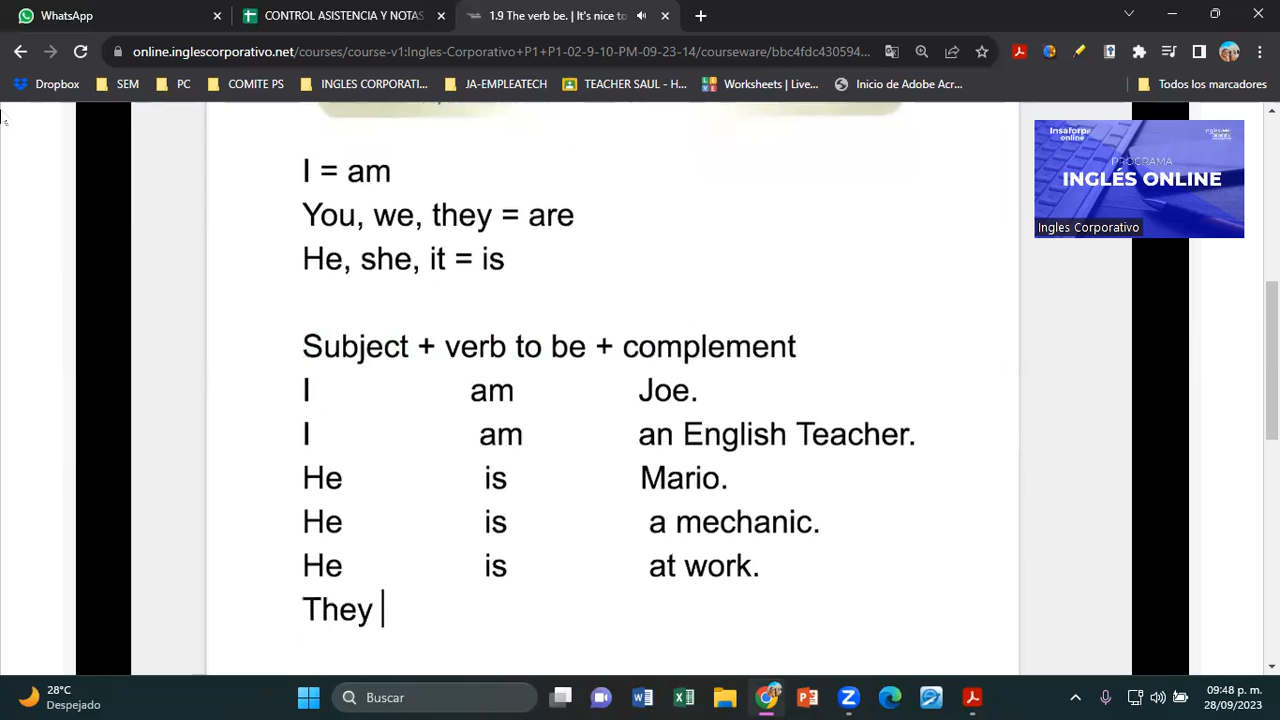 WhatsApp
CONTROL ASISTENCIA Y NOTAS
1.9 The verb be. | It's nice to
online.inglescorporativo.net/courses/course-v1:Ingles-Corporativo+P1+P1-02-9-10-PM-09-23-14/courseware/bbc4fdc430594...
Dropbox
SEM
PC
COMITE PS
INGLES CORPORATI...
JA-EMPLEATECH
TEACHER SAUL - H...
Worksheets | Live...
Inicio de Adobe Acr...
Todos los marcadores
Insaforp online
PROGRAMA
INGLÉS ONLINE
Ingles Corporativo
I = am
You, we, they = are
He, she, it = is
Subject + verb to be + complement
I am Joe.
I am an English Teacher.
He is Mario.
He is a mechanic.
He is at work.
They
28°C
Despejado
Buscar
09:48 p. m.
28/09/2023